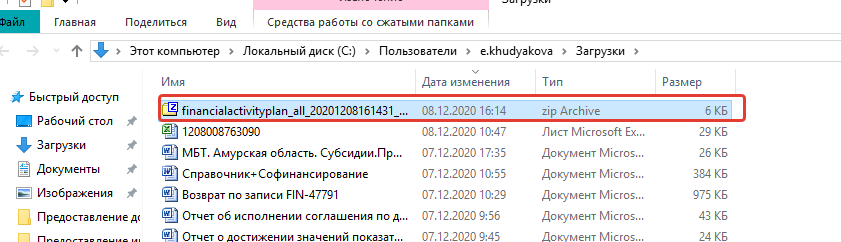 Загрузки
Файл Главная Поделиться Вид Средства работы со сжатыми папками
Этот компьютер Локальный диск (C:) Пользователи e.khudyakova Загрузки
Имя Дата изменения Тип Размер
Быстрый доступ
Рабочий стол
Загрузки
Документы
Изображения
Предоставление до
Предоставление ин
financialactivityplan_all_20201208161431_... 08.12.2020 16:14 zip Archive 6 КБ
1208008763090 08.12.2020 10:47 Лист Microsoft Ex... 29 КБ
МБТ. Амурская область. Субсидии.Пр... 07.12.2020 17:35 Документ Micros... 26 КБ
Справочник+Софинансирование 07.12.2020 10:55 Документ Micros... 384 КБ
Возврат по записи FIN-47791 07.12.2020 10:29 Документ Micros... 975 КБ
Отчет об исполнении соглашения по д... 07.12.2020 9:56 Документ Micros... 43 КБ
Отчет о достижении значений показат... 07.12.2020 9:45 Документ Micros... 24 КБ